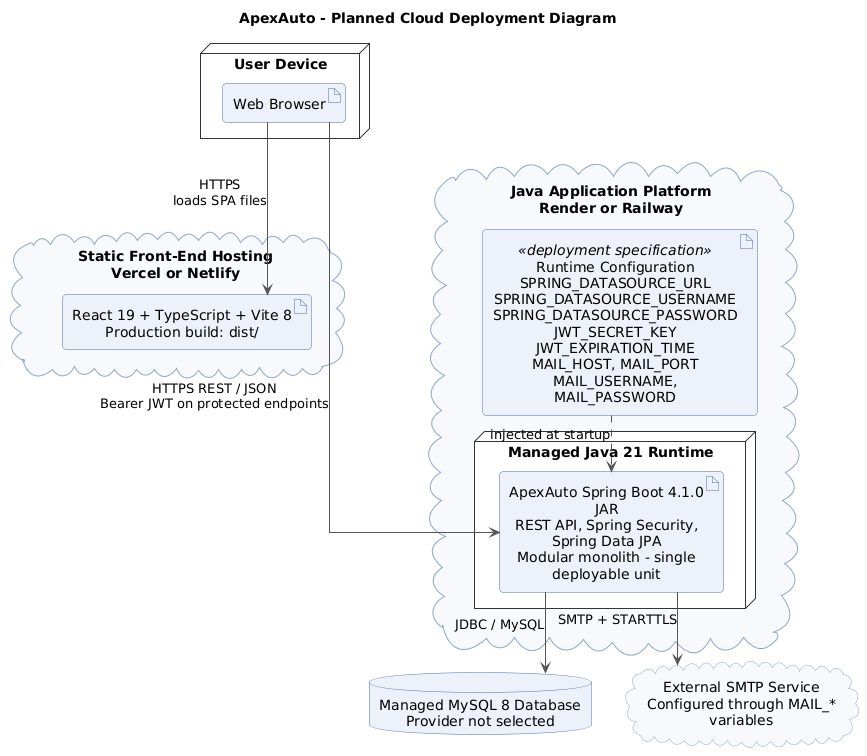 ApexAuto - Planned Cloud Deployment Diagram
User Device
Web Browser
HTTPS
loads SPA files
Static Front-End Hosting
Vercel or Netlify
React 19 + TypeScript + Vite 8
Production build: dist/
HTTPS REST / JSON
Bearer JWT on protected endpoints
Java Application Platform
Render or Railway
«deployment specification»
Runtime Configuration
SPRING_DATASOURCE_URL
SPRING_DATASOURCE_USERNAME
SPRING_DATASOURCE_PASSWORD
JWT_SECRET_KEY
JWT_EXPIRATION_TIME
MAIL_HOST, MAIL_PORT
MAIL_USERNAME,
MAIL_PASSWORD
injected at startup
Managed Java 21 Runtime
ApexAuto Spring Boot 4.1.0
JAR
REST API, Spring Security,
Spring Data JPA
Modular monolith - single
deployable unit
JDBC / MySQL
SMTP + STARTTLS
Managed MySQL 8 Database
Provider not selected
External SMTP Service
Configured through MAIL_*
variables